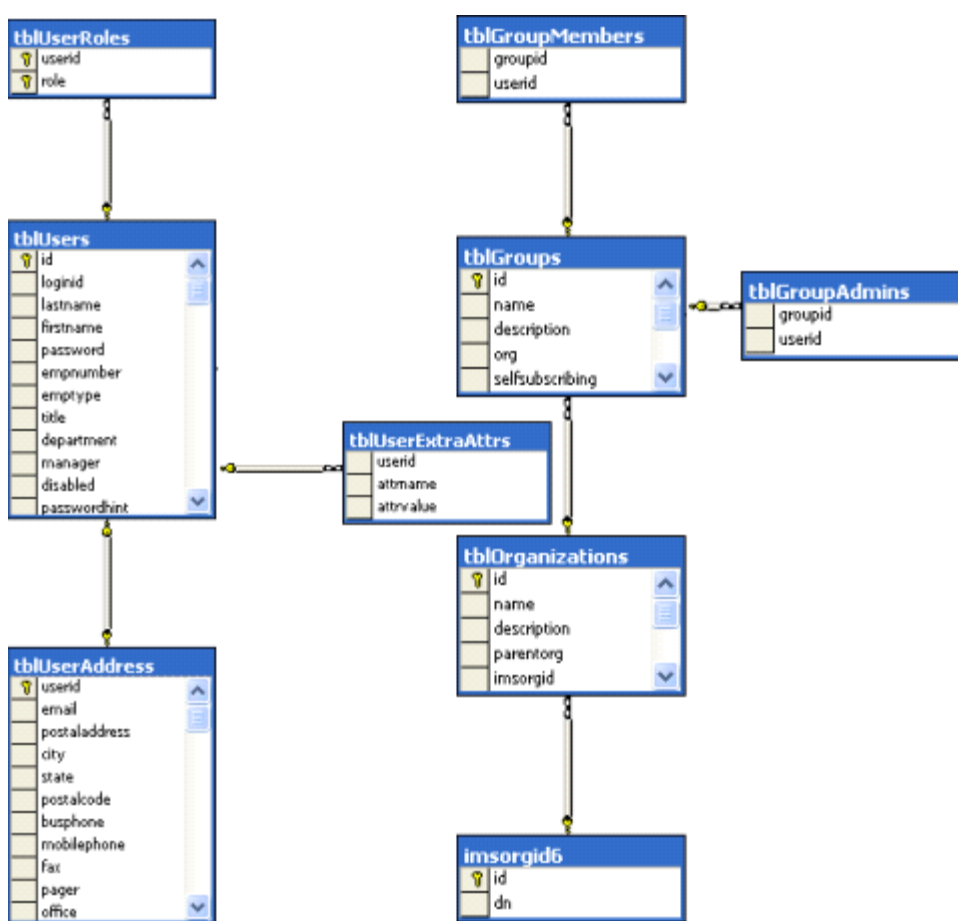 tblUserRoles
userid
role
tblUsers
id
loginid
lastname
firstname
password
empnumber
emptype
title
department
manager
disabled
passwordhint
tblUserAddress
userid
email
postaladdress
city
state
postalcode
busphone
mobilephone
fax
pager
office
tblUserExtraAttrs
userid
attrname
attrvalue
tblGroupMembers
groupid
userid
tblGroups
id
name
description
org
selfsubscribing
tblGroupAdmins
groupid
userid
tblOrganizations
id
name
description
parentorg
imsorgid
imsorgid6
id
dn